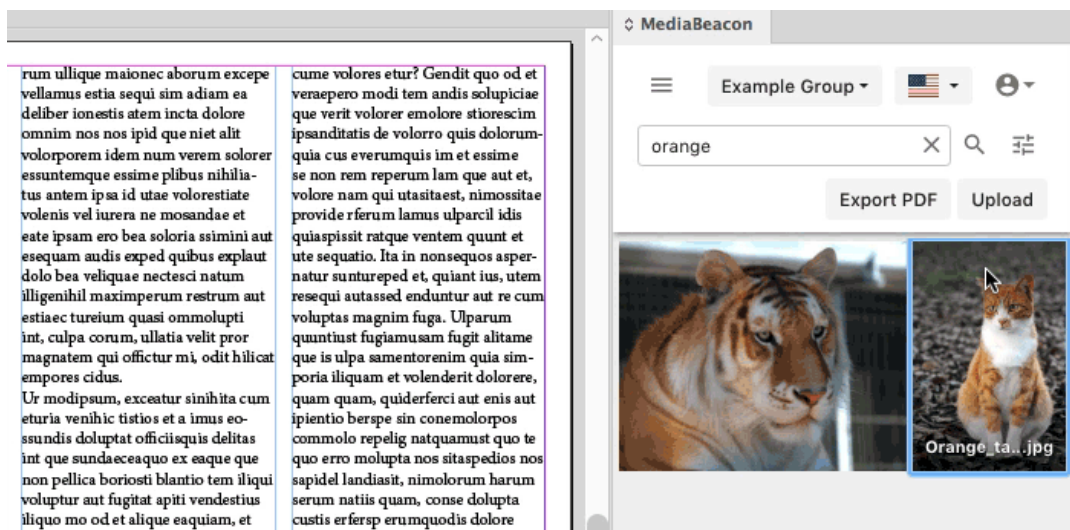 rum ullique maionec aborum excepe
vellamus estia sequi sim adiam ea
deliber ionestis atem incta dolore
omnim nos nos ipid que niet alit
volorporem idem num verem solorer
essuntemque essime plibus nihilia-
tus antem ipsa id utae volorestiate
volenis vel iurera ne mosandae et
eate ipsam ero bea soloria ssimini aut
esequam audis exped quibus explaut
dolo bea veliquae nectesci natum
illigenihil maximperum restrum aut
estiaec tureium quasi ommolupti
int, culpa corum, ullatia velit pror
magnatem qui offictur mi, odit hilicat
empores cidus.
Ur modipsum, exceatur sinihita cum
eturia venihic tistios et a imus eo-
ssundis doluptat officiisquis delitas
int que sundaeceaquo ex eaque que
non pellica boriosti blantio tem iliqui
voluptur aut fugitat apiti vendestius
iliquo mo od et alique eaquiam, et
cume volores etur? Gendit quo od et
veraepero modi tem andis solupiciae
que verit volorer emolore stiorescim
ipsanditatis de volorro quis dolorum-
quia cus everumquis im et essime
se non rem reperum lam que aut et,
volore nam qui utasitaest, nimossitae
provide rferum lamus ulparcil idis
quiaspissit ratque ventem quunt et
ute sequatio. Ita in nonsequos asper-
natur suntureped et, quiant ius, utem
resequi autassed enduntur aut re cum
voluptas magnim fuga. Ulparum
quuntiust fugiamusam fugit alitame
que is ulpa samentorenim quia sim-
poria iliquam et volenderit dolorere,
quam quam, quiderferci aut enis aut
ipientio berspe sin conemolorpos
commolo repelig natquamust quo te
quo erro molupta nos sitaspedios nos
sapidel landiasit, nimolorum harum
serum natiis quam, conse dolupta
custis erfersp erumquodis dolore
MediaBeacon
Example Group
orange
Export PDF Upload
Orange_ta...jpg